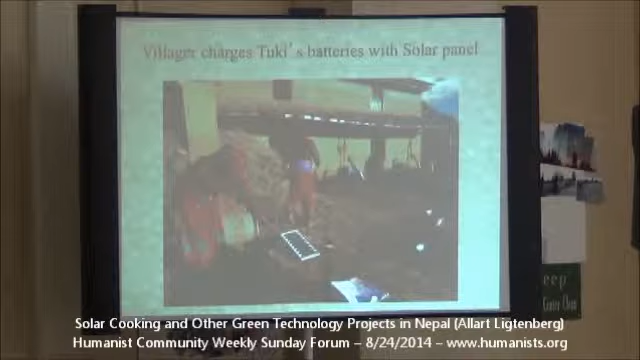 Villager charges Tuki's batteries with Solar panel
eep
Solar Cooking and Other Green Technology Projects in Nepal (Allart Ligtenberg)
Humanist Community Weekly Sunday Forum – 8/24/2014 – www.humanists.org